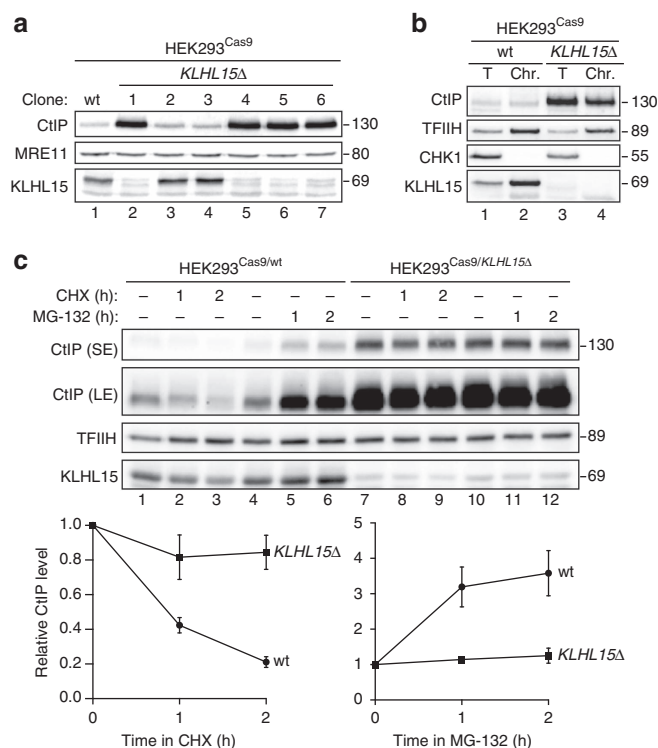 a
HEK293Cas9
KLHL15Δ
Clone: wt 1 2 3 4 5 6
CtIP 130
MRE11 80
KLHL15 69
1 2 3 4 5 6 7
b
HEK293Cas9
wt KLHL15Δ
T Chr. T Chr.
CtIP 130
TFIIH 89
CHK1 55
KLHL15 69
1 2 3 4
c
HEK293Cas9/wt HEK293Cas9/KLHL15Δ
CHX (h): – 1 2 – – – – 1 2 – – –
MG-132 (h): – – – – 1 2 – – – – 1 2
CtIP (SE) 130
CtIP (LE)
TFIIH 89
KLHL15 69
1 2 3 4 5 6 7 8 9 10 11 12
Relative CtIP level
1.0
0.8
0.6
0.4
0.2
0.0
KLHL15Δ
wt
0 1 2
Time in CHX (h)
5
4
3
2
1
0
wt
KLHL15Δ
0 1 2
Time in MG-132 (h)